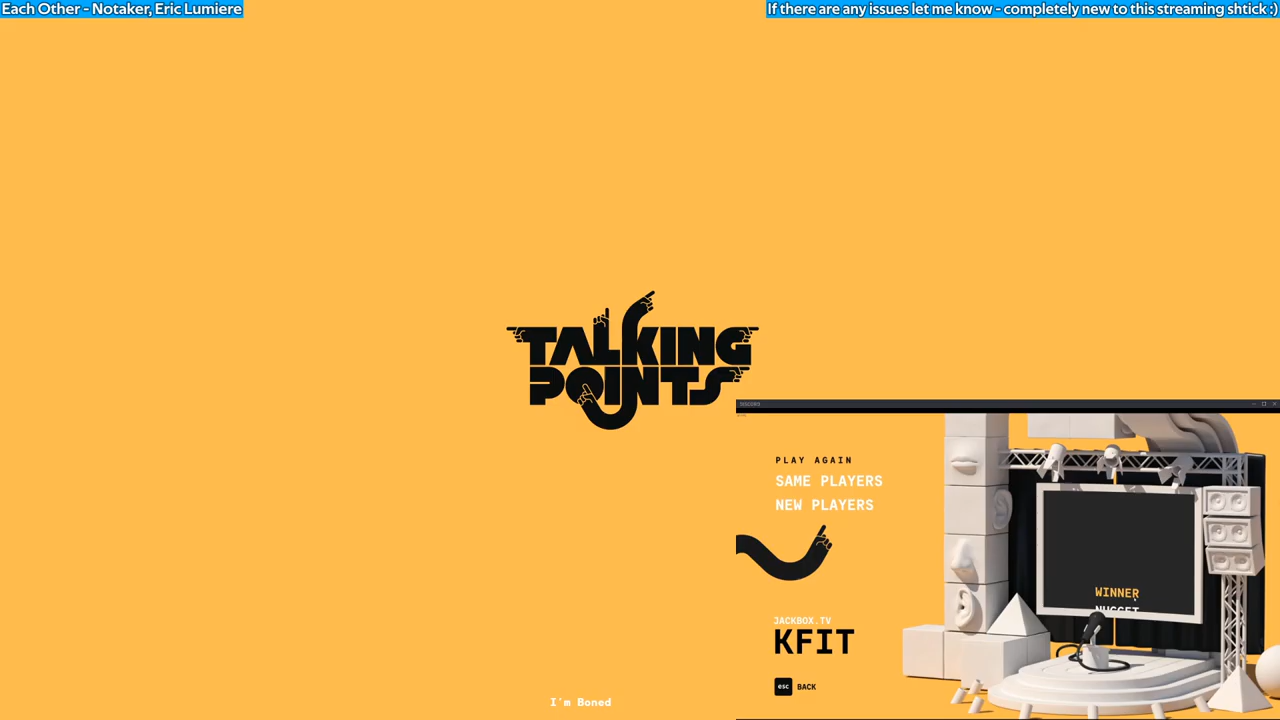 Each Other - Notaker, Eric Lumiere
If there are any issues let me know - completely new to this streaming shtick :)
TALKING
POINTS
PLAY AGAIN
SAME PLAYERS
NEW PLAYERS
WINNER
NUGGET
JACKBOX.TV
KFIT
esc BACK
I'm Boned